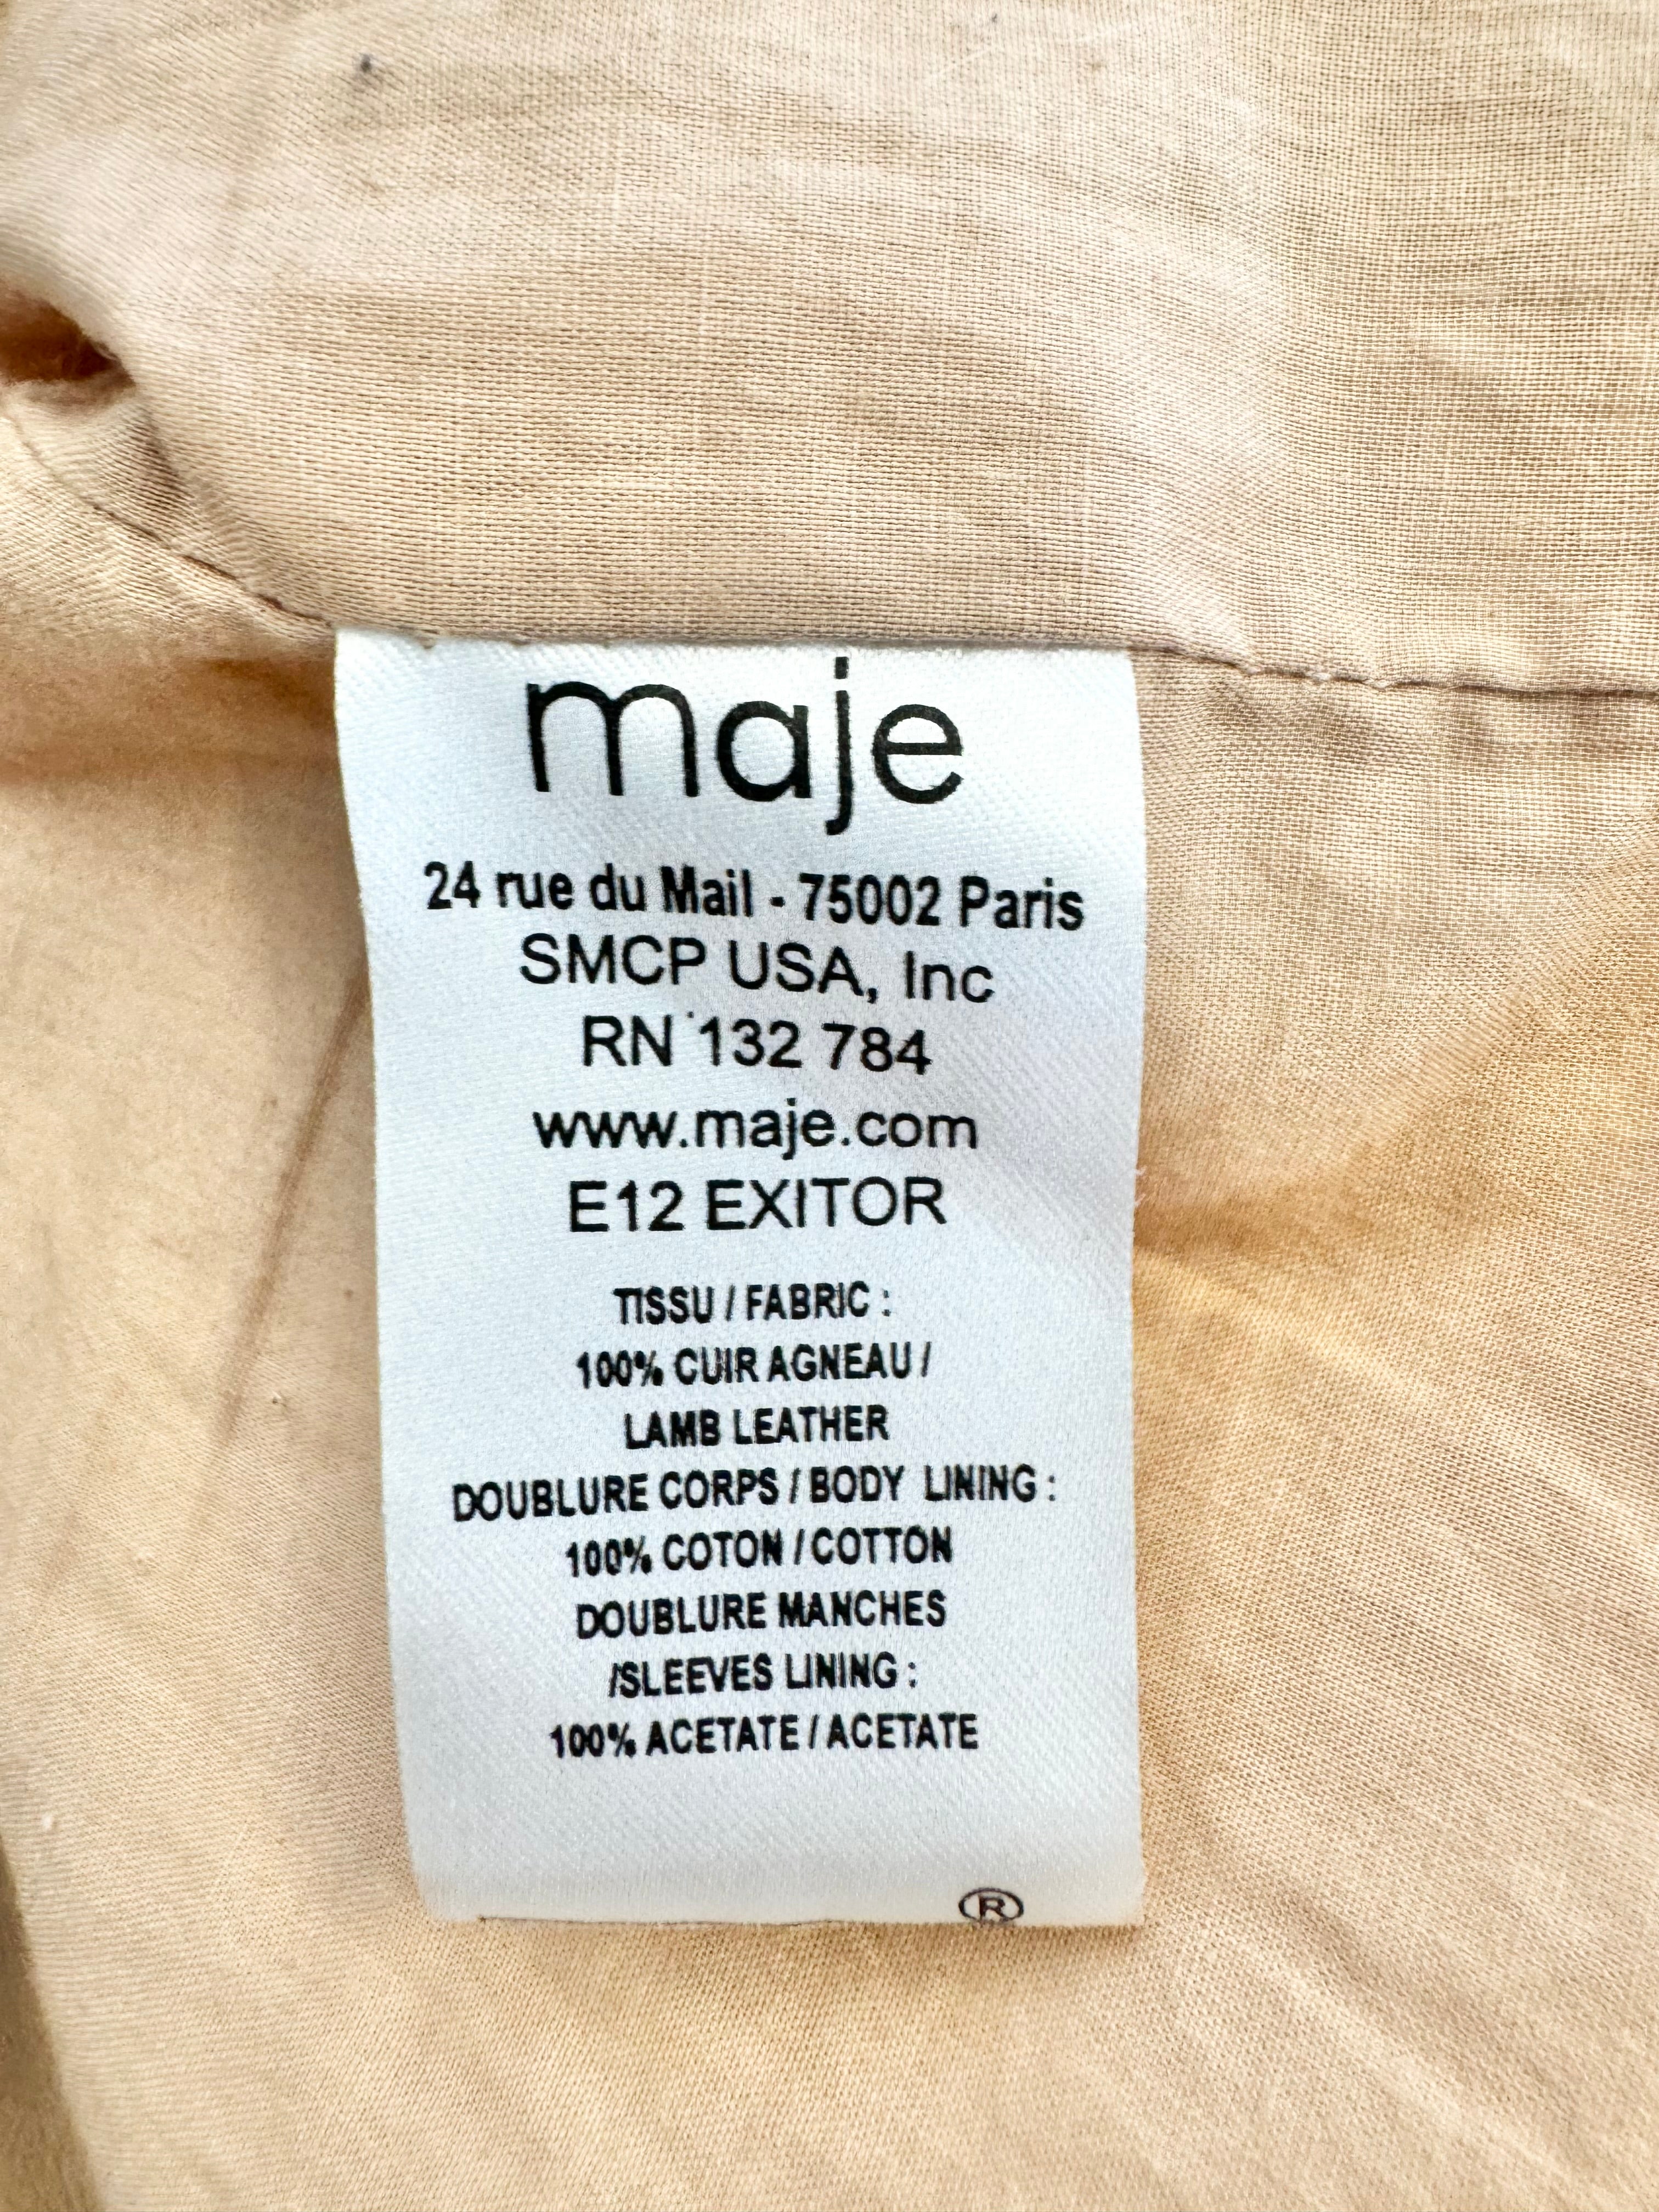 maje
24 rue du Mail - 75002 Paris
SMCP USA, Inc
RN 132 784
www.maje.com
E12 EXITOR
TISSU / FABRIC :
100% CUIR AGNEAU /
LAMB LEATHER
DOUBLURE CORPS / BODY LINING :
100% COTON / COTTON
DOUBLURE MANCHES
/SLEEVES LINING :
100% ACETATE / ACETATE
®